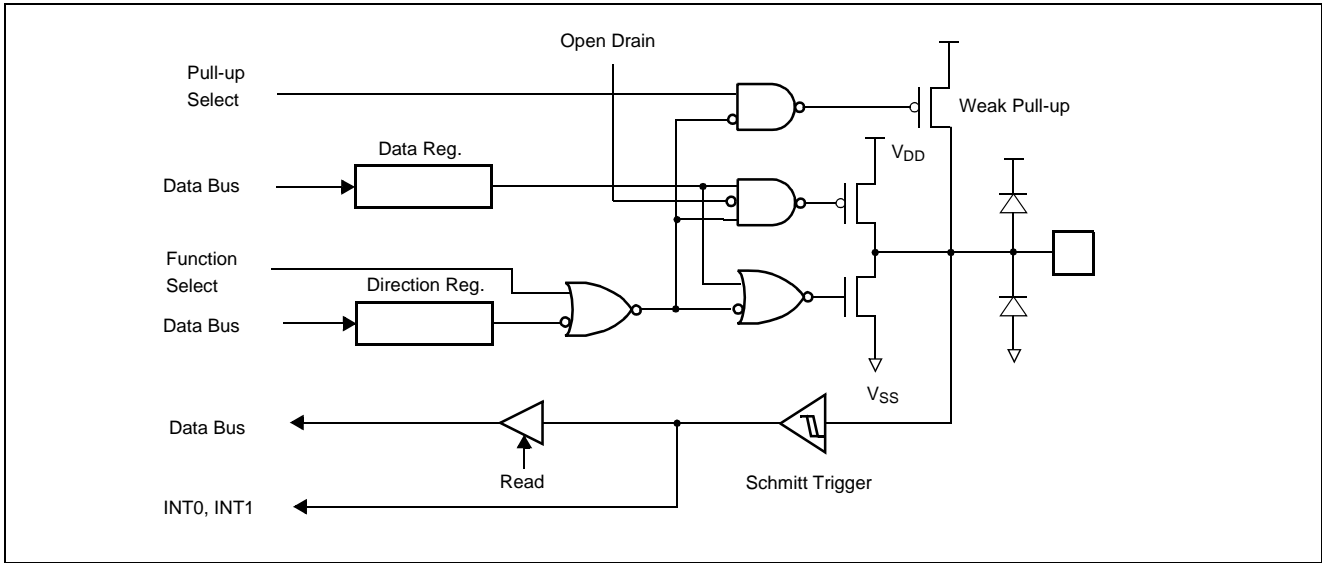 Open Drain
Pull-up
Select
Weak Pull-up
Data Reg.
VDD
Data Bus
Function
Select
Direction Reg.
Data Bus
VSS
Data Bus
Read
Schmitt Trigger
INT0, INT1